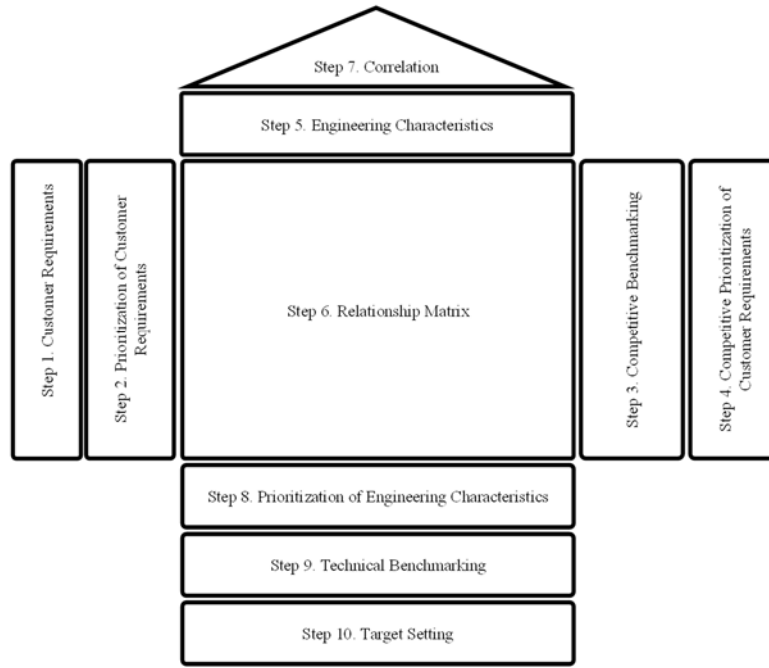 Step 7. Correlation
Step 5. Engineering Characteristics
Step 1. Customer Requirements
Step 2. Prioritization of Customer
Requirements
Step 6. Relationship Matrix
Step 3. Competitive Benchmarking
Step 4. Competitive Prioritization of
Customer Requirements
Step 8. Prioritization of Engineering Characteristics
Step 9. Technical Benchmarking
Step 10. Target Setting